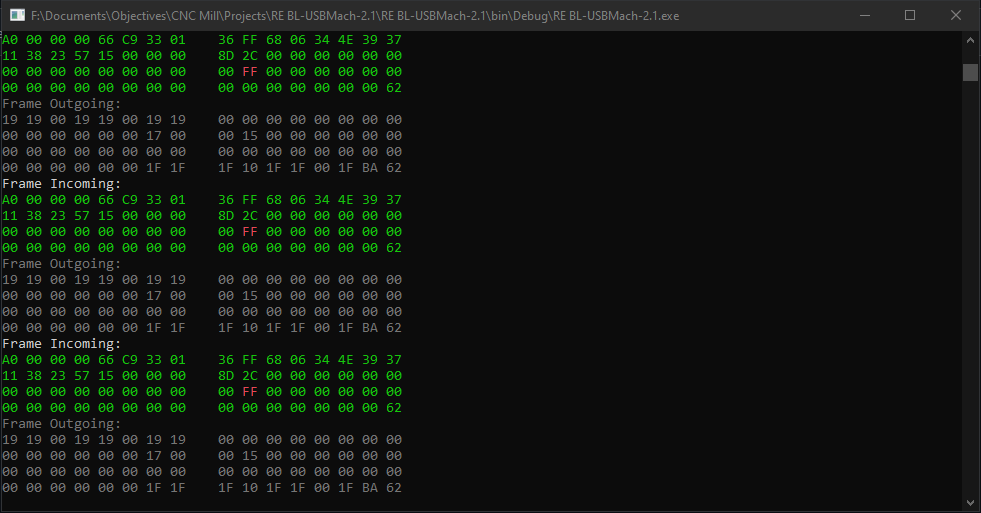 F:\Documents\Objectives\CNC Mill\Projects\RE BL-USBMach-2.1\RE BL-USBMach-2.1\bin\Debug\RE BL-USBMach-2.1.exe
A0 00 00 00 66 C9 33 01    36 FF 68 06 34 4E 39 37
11 38 23 57 15 00 00 00    8D 2C 00 00 00 00 00 00
00 00 00 00 00 00 00 00    00 FF 00 00 00 00 00 00
00 00 00 00 00 00 00 00    00 00 00 00 00 00 00 62
Frame Outgoing:
19 19 00 19 19 00 19 19    00 00 00 00 00 00 00 00
00 00 00 00 00 00 17 00    00 15 00 00 00 00 00 00
00 00 00 00 00 00 00 00    00 00 00 00 00 00 00 00
00 00 00 00 00 00 1F 1F    1F 10 1F 1F 00 1F BA 62
Frame Incoming:
A0 00 00 00 66 C9 33 01    36 FF 68 06 34 4E 39 37
11 38 23 57 15 00 00 00    8D 2C 00 00 00 00 00 00
00 00 00 00 00 00 00 00    00 FF 00 00 00 00 00 00
00 00 00 00 00 00 00 00    00 00 00 00 00 00 00 62
Frame Outgoing:
19 19 00 19 19 00 19 19    00 00 00 00 00 00 00 00
00 00 00 00 00 00 17 00    00 15 00 00 00 00 00 00
00 00 00 00 00 00 00 00    00 00 00 00 00 00 00 00
00 00 00 00 00 00 1F 1F    1F 10 1F 1F 00 1F BA 62
Frame Incoming:
A0 00 00 00 66 C9 33 01    36 FF 68 06 34 4E 39 37
11 38 23 57 15 00 00 00    8D 2C 00 00 00 00 00 00
00 00 00 00 00 00 00 00    00 FF 00 00 00 00 00 00
00 00 00 00 00 00 00 00    00 00 00 00 00 00 00 62
Frame Outgoing:
19 19 00 19 19 00 19 19    00 00 00 00 00 00 00 00
00 00 00 00 00 00 17 00    00 15 00 00 00 00 00 00
00 00 00 00 00 00 00 00    00 00 00 00 00 00 00 00
00 00 00 00 00 00 1F 1F    1F 10 1F 1F 00 1F BA 62